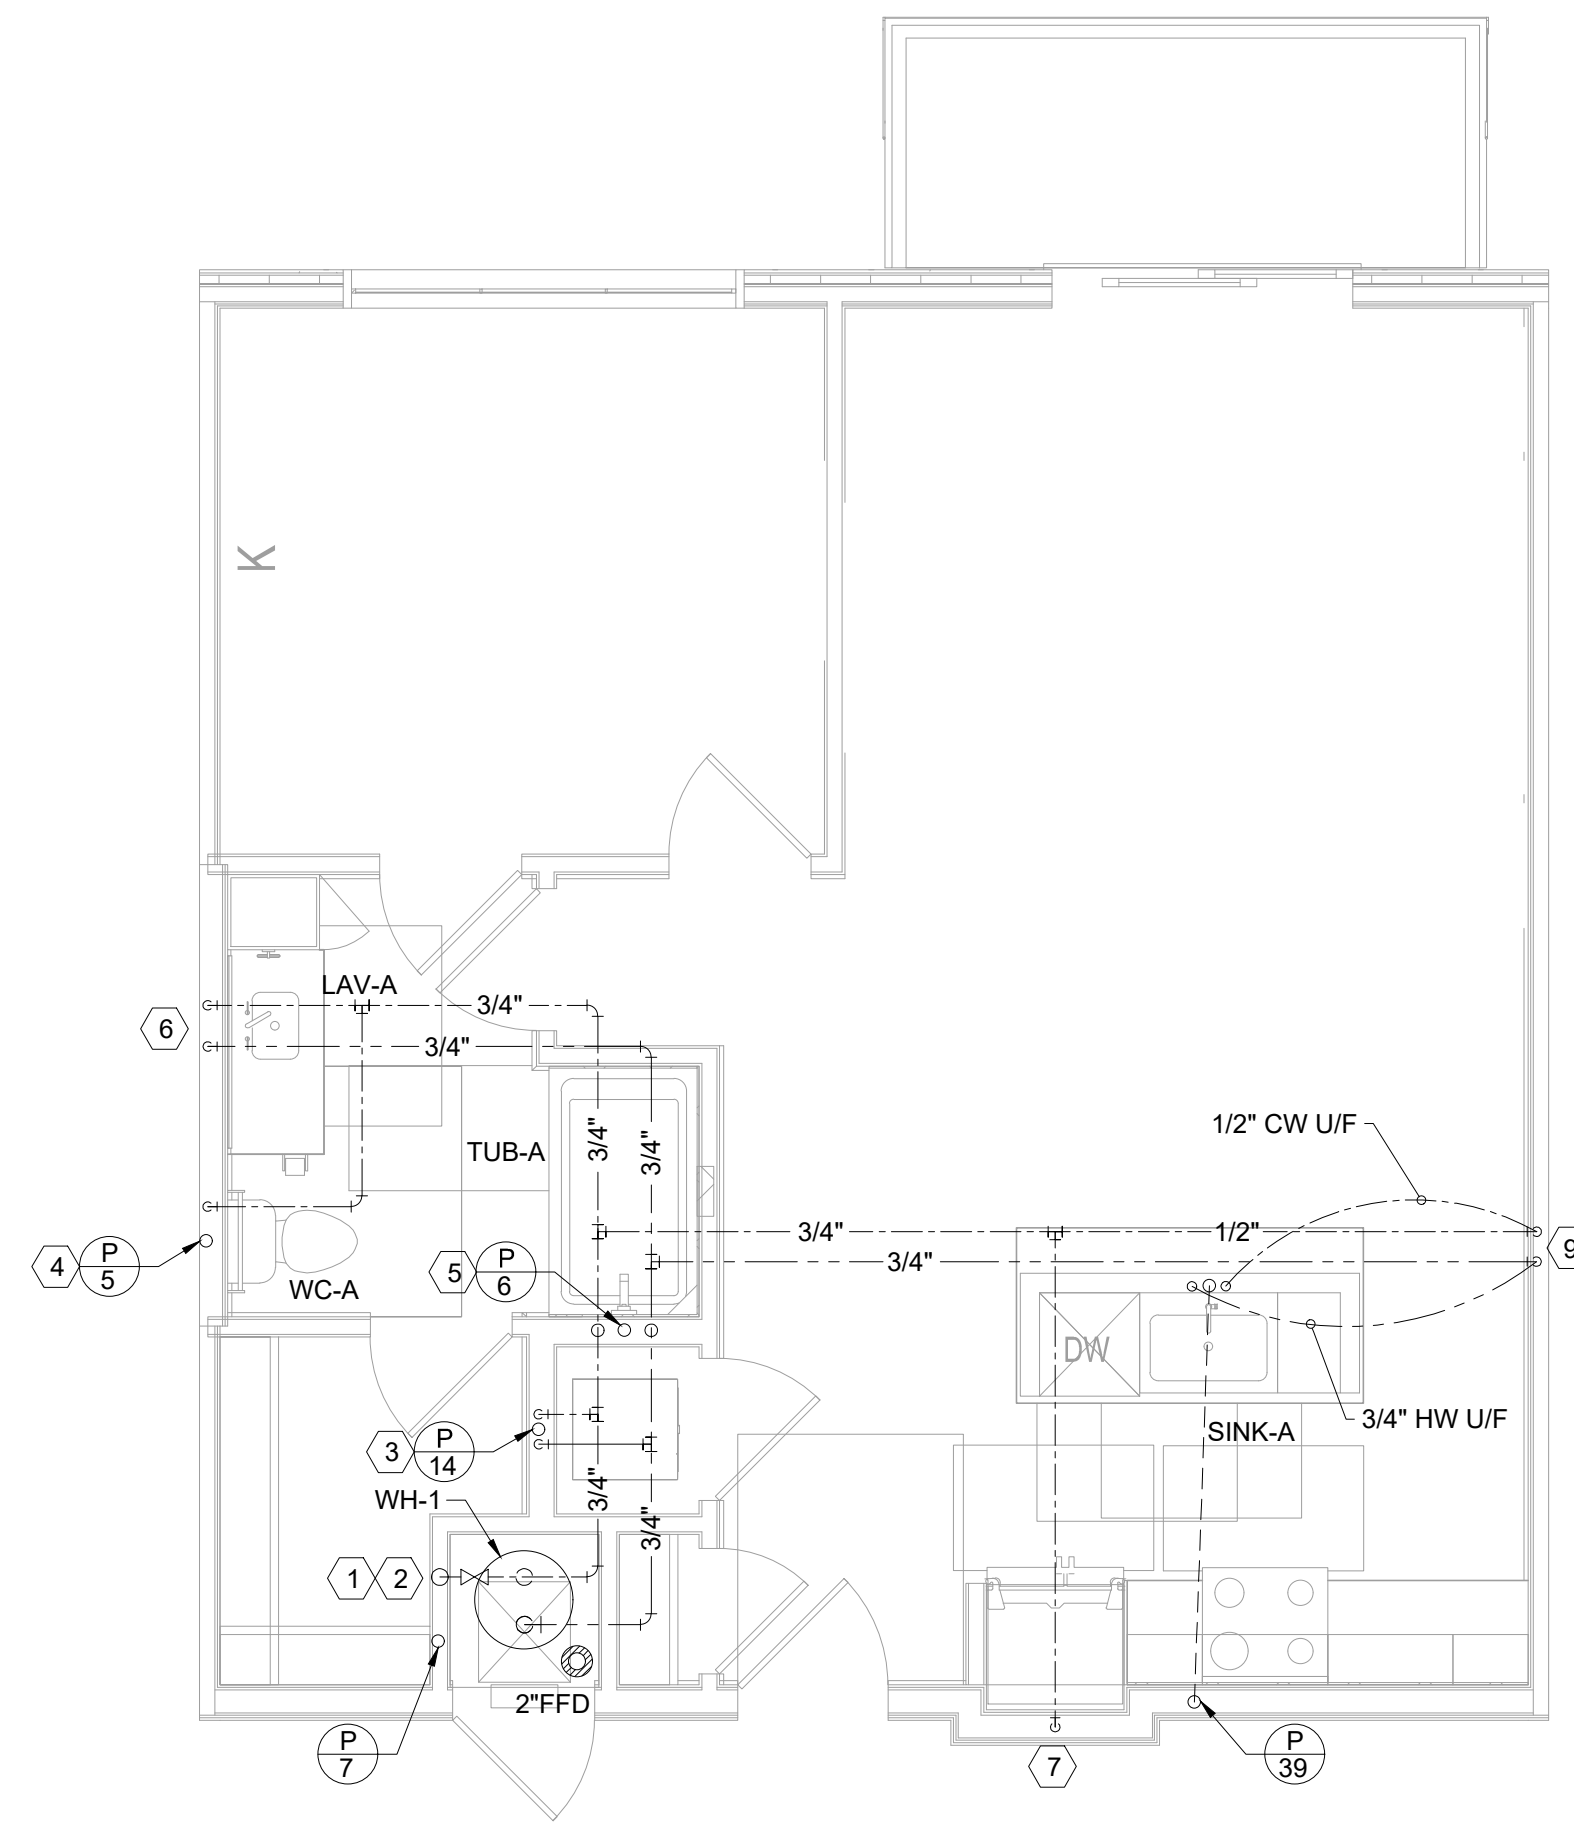 K
LAV-A
3/4"
6
3/4"
1/2" CW U/F
3/4"
3/4"
TUB-A
3/4"
1/2"
9
4
P
5
5
P
6
3/4"
WC-A
DW
3/4" HW U/F
SINK-A
3
P
14
3/4"
WH-1
3/4"
1
2
2"FFD
P
7
7
P
39